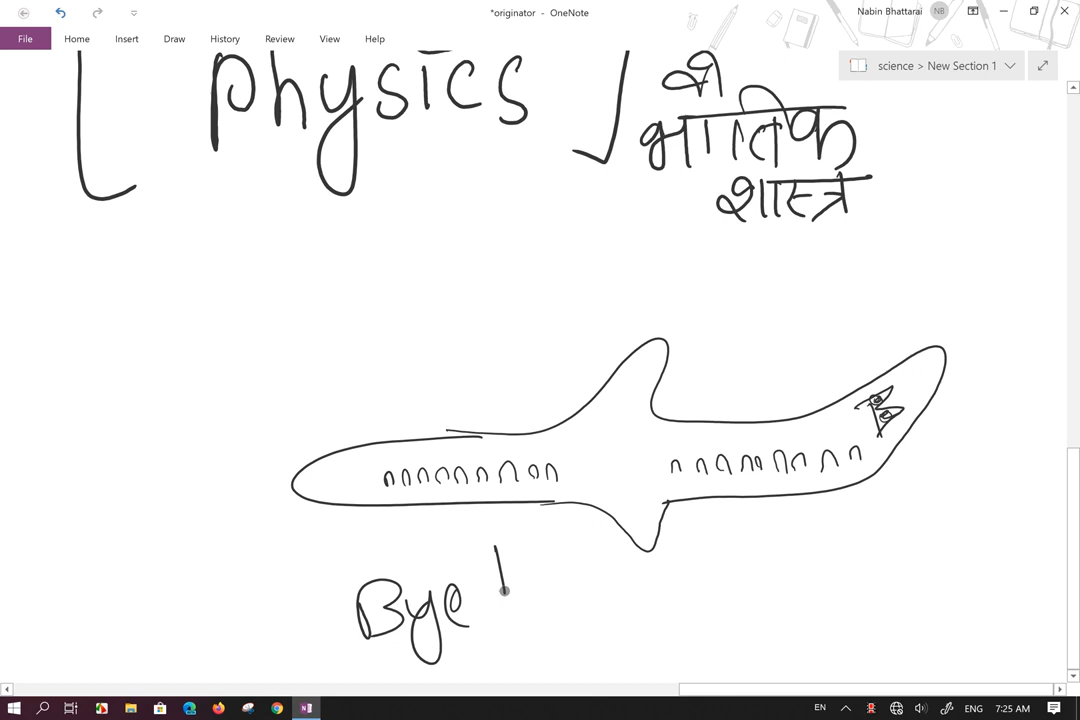 *originator - OneNote
Nabin Bhattarai NB
File Home Insert Draw History Review View Help
science > New Section 1
[ Physics ]
भातिक
शास्त्र
Bye !
EN
ENG 7:25 AM